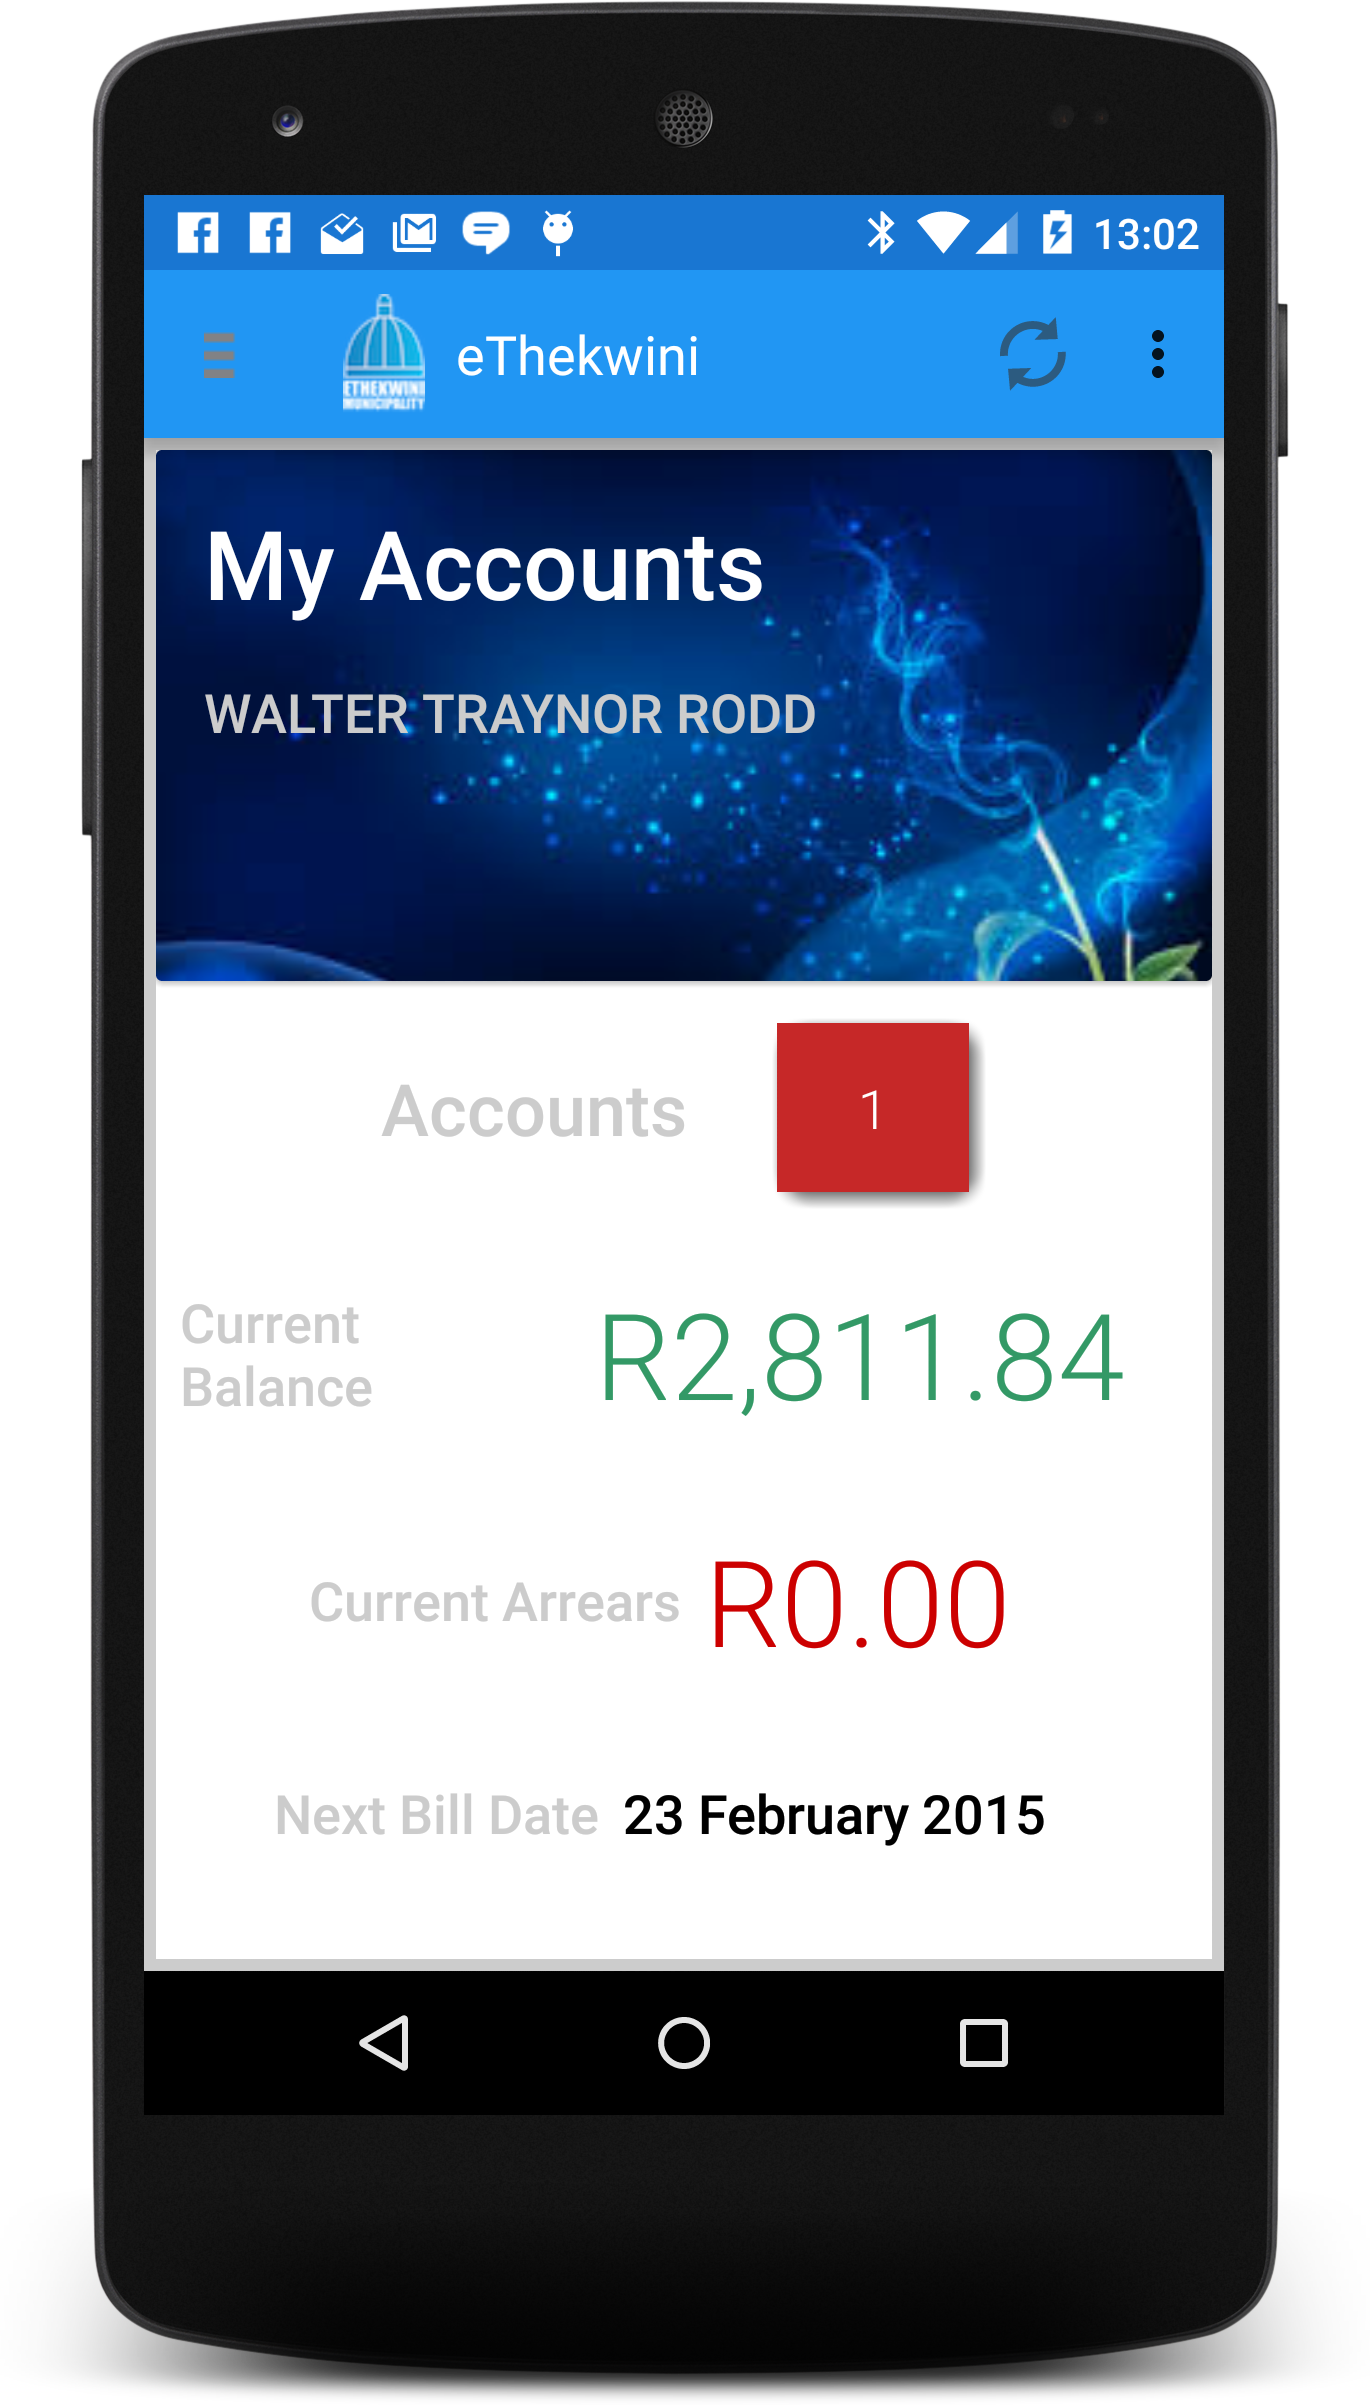 13:02
ETHEKWINI
MUNICIPALITY
eThekwini
My Accounts
WALTER TRAYNOR RODD
Accounts 1
Current
Balance
R2,811.84
Current Arrears R0.00
Next Bill Date 23 February 2015